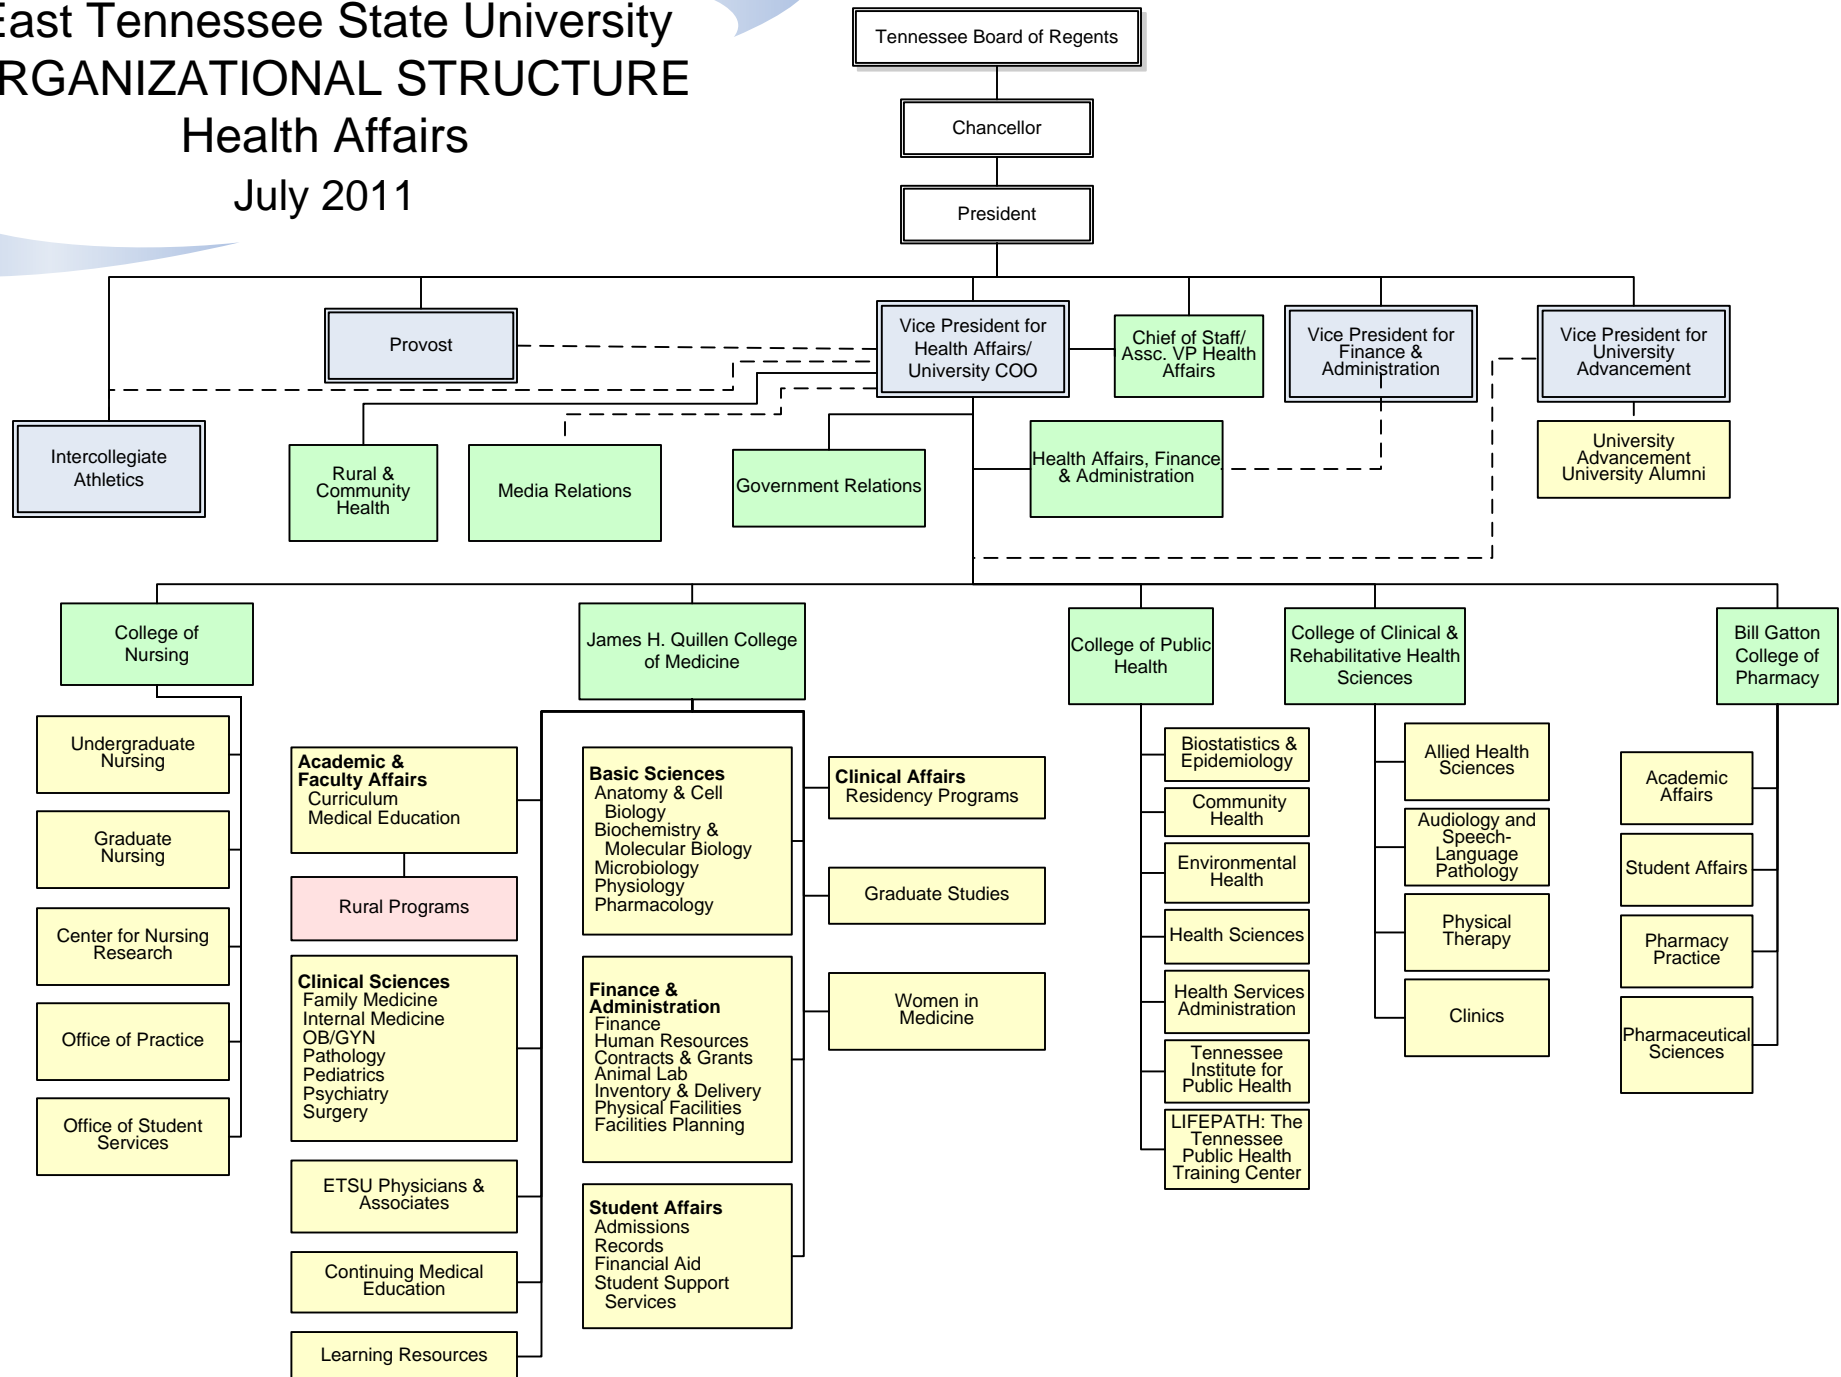 East Tennessee State University
RGANIZATIONAL STRUCTURE
Health Affairs
July 2011
Tennessee Board of Regents
Chancellor
President
Provost
Vice President for
Health Affairs/
University COO
Chief of Staff/
Assc. VP Health
Affairs
Vice President for
Finance &
Administration
Vice President for
University
Advancement
Intercollegiate
Athletics
Rural &
Community
Health
Media Relations
Government Relations
Health Affairs, Finance
& Administration
University
Advancement
University Alumni
College of
Nursing
James H. Quillen College
of Medicine
College of Public
Health
College of Clinical &
Rehabilitative Health
Sciences
Bill Gatton
College of
Pharmacy
Undergraduate
Nursing
Graduate
Nursing
Center for Nursing
Research
Office of Practice
Office of Student
Services
Academic &
Faculty Affairs
Curriculum
Medical Education
Rural Programs
Clinical Sciences
Family Medicine
Internal Medicine
OB/GYN
Pathology
Pediatrics
Psychiatry
Surgery
ETSU Physicians &
Associates
Continuing Medical
Education
Learning Resources
Basic Sciences
Anatomy & Cell
Biology
Biochemistry &
Molecular Biology
Microbiology
Physiology
Pharmacology
Finance &
Administration
Finance
Human Resources
Contracts & Grants
Animal Lab
Inventory & Delivery
Physical Facilities
Facilities Planning
Student Affairs
Admissions
Records
Financial Aid
Student Support
Services
Clinical Affairs
Residency Programs
Graduate Studies
Women in
Medicine
Biostatistics &
Epidemiology
Community
Health
Environmental
Health
Health Sciences
Health Services
Administration
Tennessee
Institute for
Public Health
LIFEPATH: The
Tennessee
Public Health
Training Center
Allied Health
Sciences
Audiology and
Speech-
Language
Pathology
Physical
Therapy
Clinics
Academic
Affairs
Student Affairs
Pharmacy
Practice
Pharmaceutical
Sciences